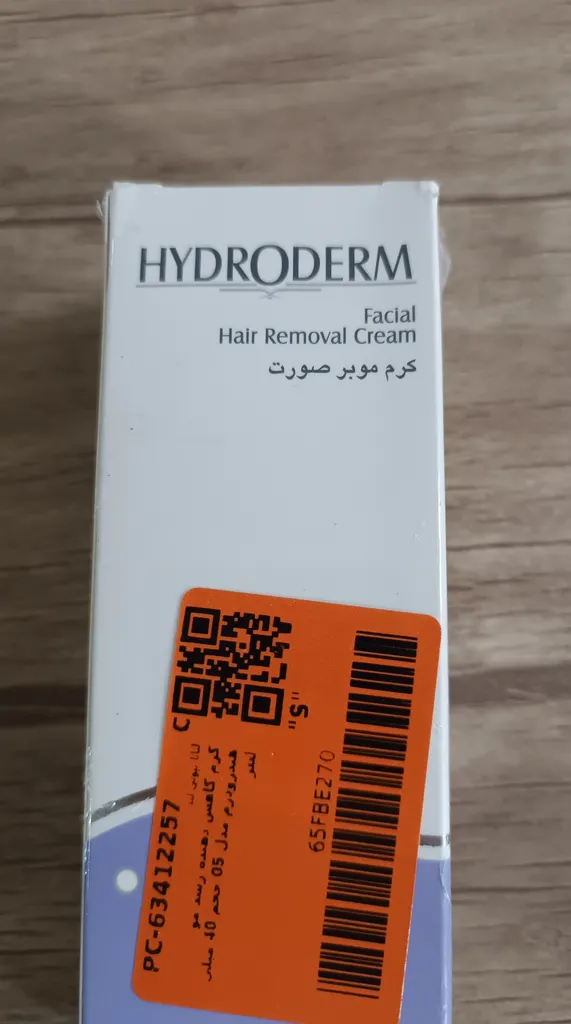 HYDRODERM
Facial
Hair Removal Cream
کرم موبر صورت
C
"S"
PC-63412257
کرم کاهش دهنده رشد مو
هیدرودرم مدل 05 حجم 40 میلی
لیتر
65FBE270